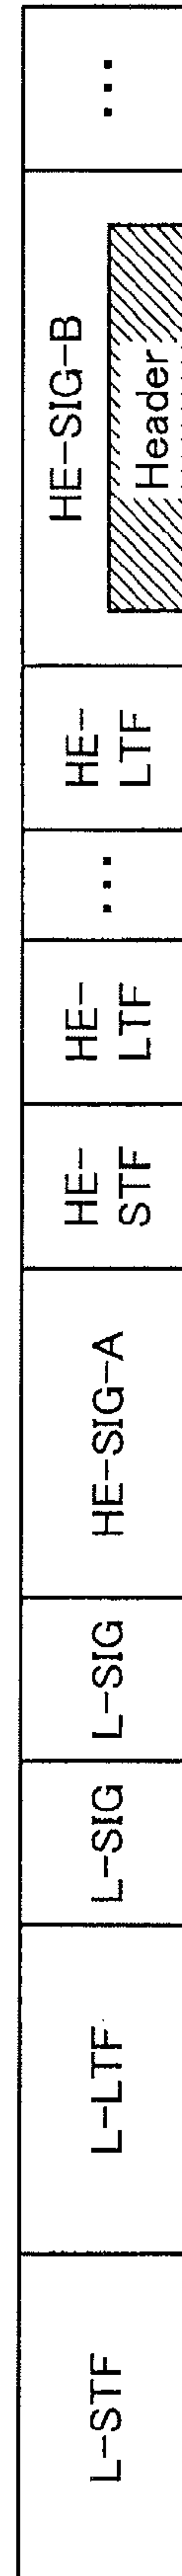 L-STF
L-LTF
L-SIG
L-SIG
HE-SIG-A
HE-
STF
HE-
LTF
...
HE-
LTF
HE-SIG-B
Header
...